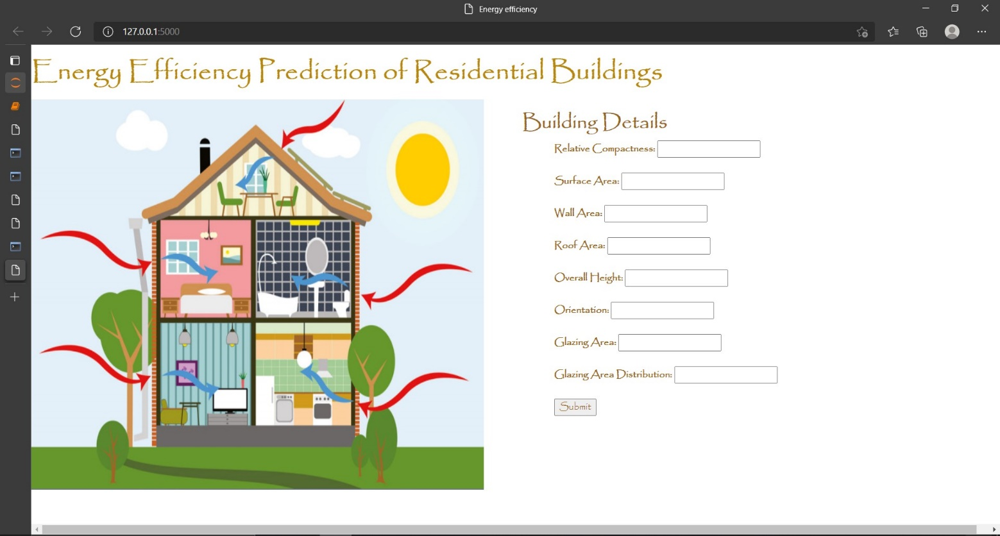 Energy efficiency
127.0.0.1:5000
Energy Efficiency Prediction of Residential Buildings
Building Details
Relative Compactness:
Surface Area:
Wall Area:
Roof Area:
Overall Height:
Orientation:
Glazing Area:
Glazing Area Distribution:
Submit